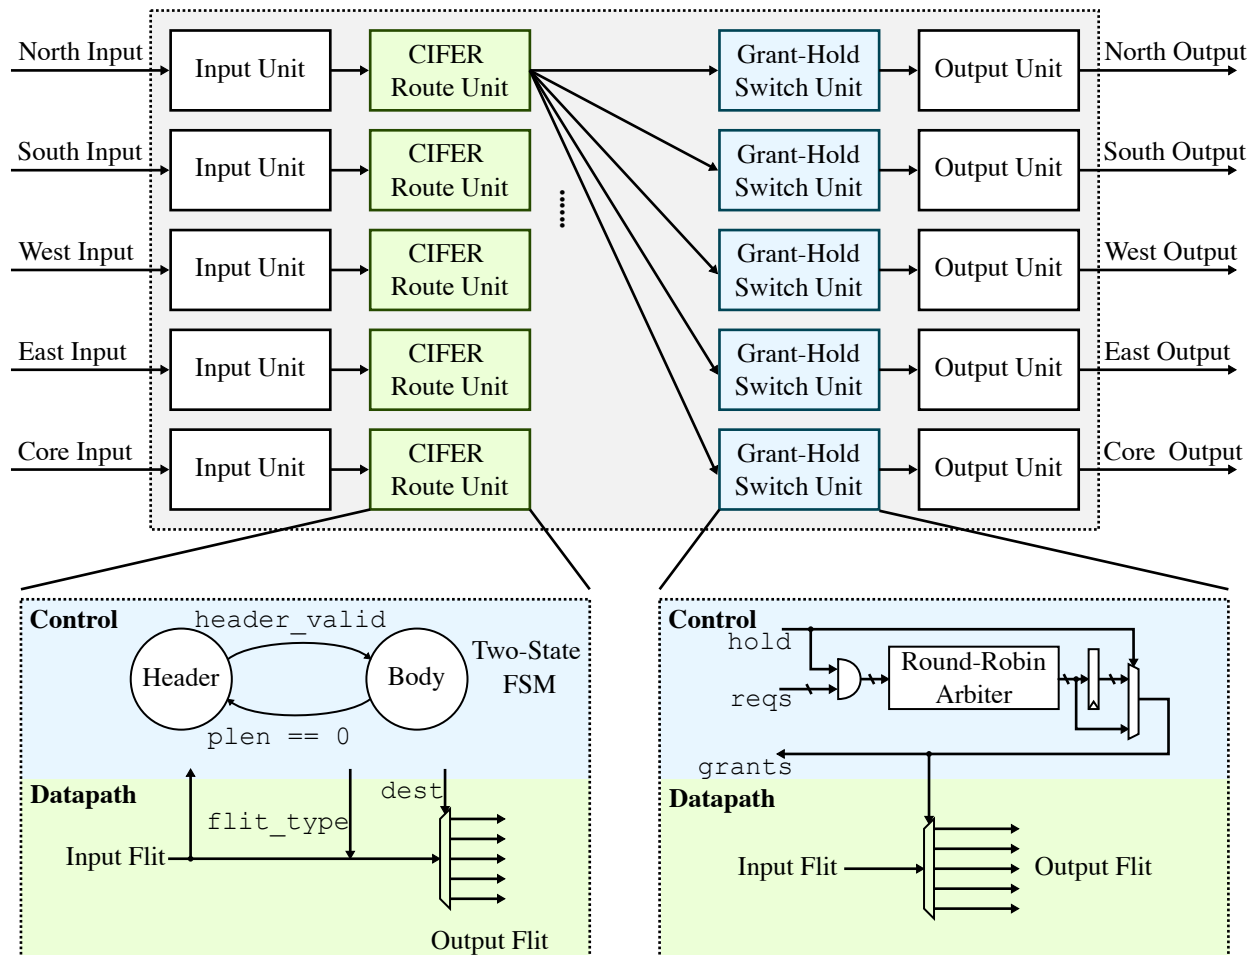 North Input
Input Unit
CIFER
Route Unit
Grant-Hold
Switch Unit
Output Unit
North Output
South Input
Input Unit
CIFER
Route Unit
Grant-Hold
Switch Unit
Output Unit
South Output
West Input
Input Unit
CIFER
Route Unit
Grant-Hold
Switch Unit
Output Unit
West Output
East Input
Input Unit
CIFER
Route Unit
Grant-Hold
Switch Unit
Output Unit
East Output
Core Input
Input Unit
CIFER
Route Unit
Grant-Hold
Switch Unit
Output Unit
Core Output
Control
header_valid
Header
Body
Two-State
FSM
plen == 0
Datapath
dest
flit_type
Input Flit
Output Flit
Control
hold
reqs
Round-Robin
Arbiter
grants
Datapath
Input Flit
Output Flit